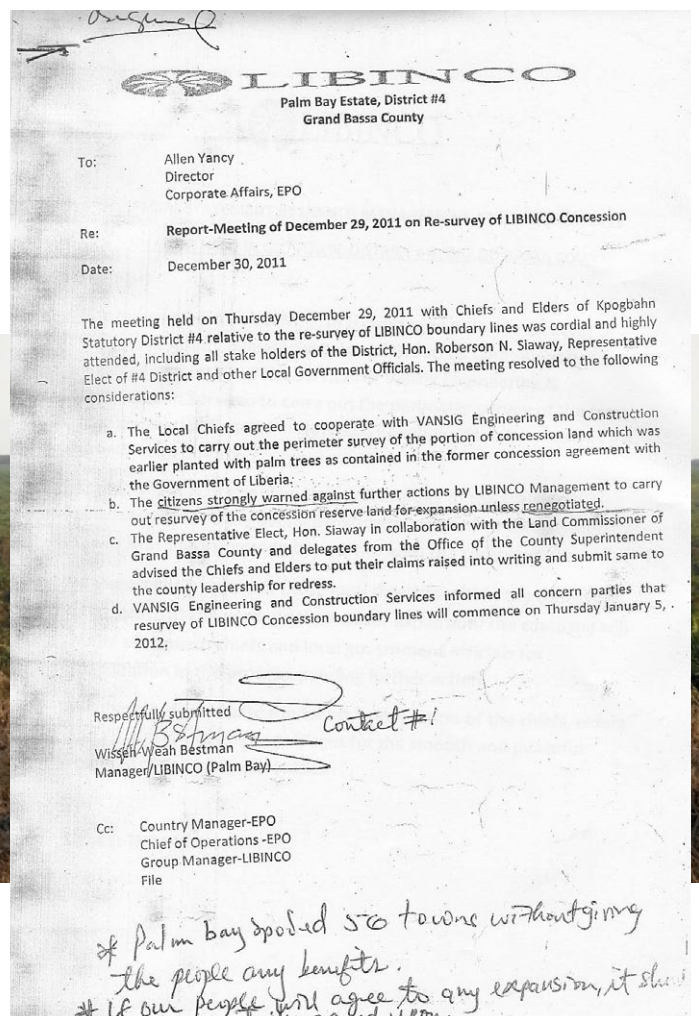 Original
LIBINCO
Palm Bay Estate, District #4
Grand Bassa County
To: Allen Yancy
Director
Corporate Affairs, EPO
Re: Report-Meeting of December 29, 2011 on Re-survey of LIBINCO Concession
Date: December 30, 2011
The meeting held on Thursday December 29, 2011 with Chiefs and Elders of Kpogbahn
Statutory District #4 relative to the re-survey of LIBINCO boundary lines was cordial and highly
attended, including all stake holders of the District, Hon. Roberson N. Siaway, Representative
Elect of #4 District and other Local Government Officials. The meeting resolved to the following
considerations:
a. The Local Chiefs agreed to cooperate with VANSIG Engineering and Construction
Services to carry out the perimeter survey of the portion of concession land which was
earlier planted with palm trees as contained in the former concession agreement with
the Government of Liberia.
b. The citizens strongly warned against further actions by LIBINCO Management to carry
out resurvey of the concession reserve land for expansion unless renegotiated.
c. The Representative Elect, Hon. Siaway in collaboration with the Land Commissioner of
Grand Bassa County and delegates from the Office of the County Superintendent
advised the Chiefs and Elders to put their claims raised into writing and submit same to
the county leadership for redress.
d. VANSIG Engineering and Construction Services informed all concern parties that
resurvey of LIBINCO Concession boundary lines will commence on Thursday January 5,
2012.
Respectfully submitted
Contact #1
Wisseh Weah Bestman
Manager/LIBINCO (Palm Bay)
Cc: Country Manager-EPO
Chief of Operations -EPO
Group Manager-LIBINCO
File
* Palm bay spoiled 56 towns without giving
the people any benefits.
* If our people will agree to any expansion, it